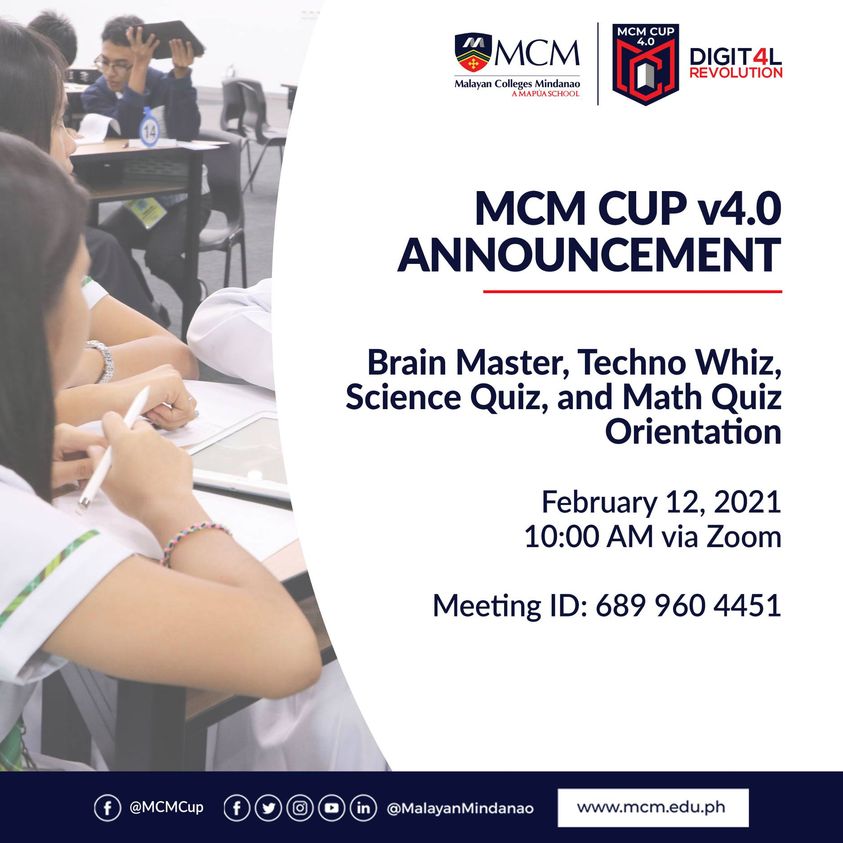 MCM
Malayan Colleges Mindanao
A MAPÚA SCHOOL
MCM CUP
4.0
DIGIT4L
REVOLUTION
MCM CUP v4.0
ANNOUNCEMENT
Brain Master, Techno Whiz,
Science Quiz, and Math Quiz
Orientation
February 12, 2021
10:00 AM via Zoom
Meeting ID: 689 960 4451
14
@MCMCup
@MalayanMindanao
www.mcm.edu.ph